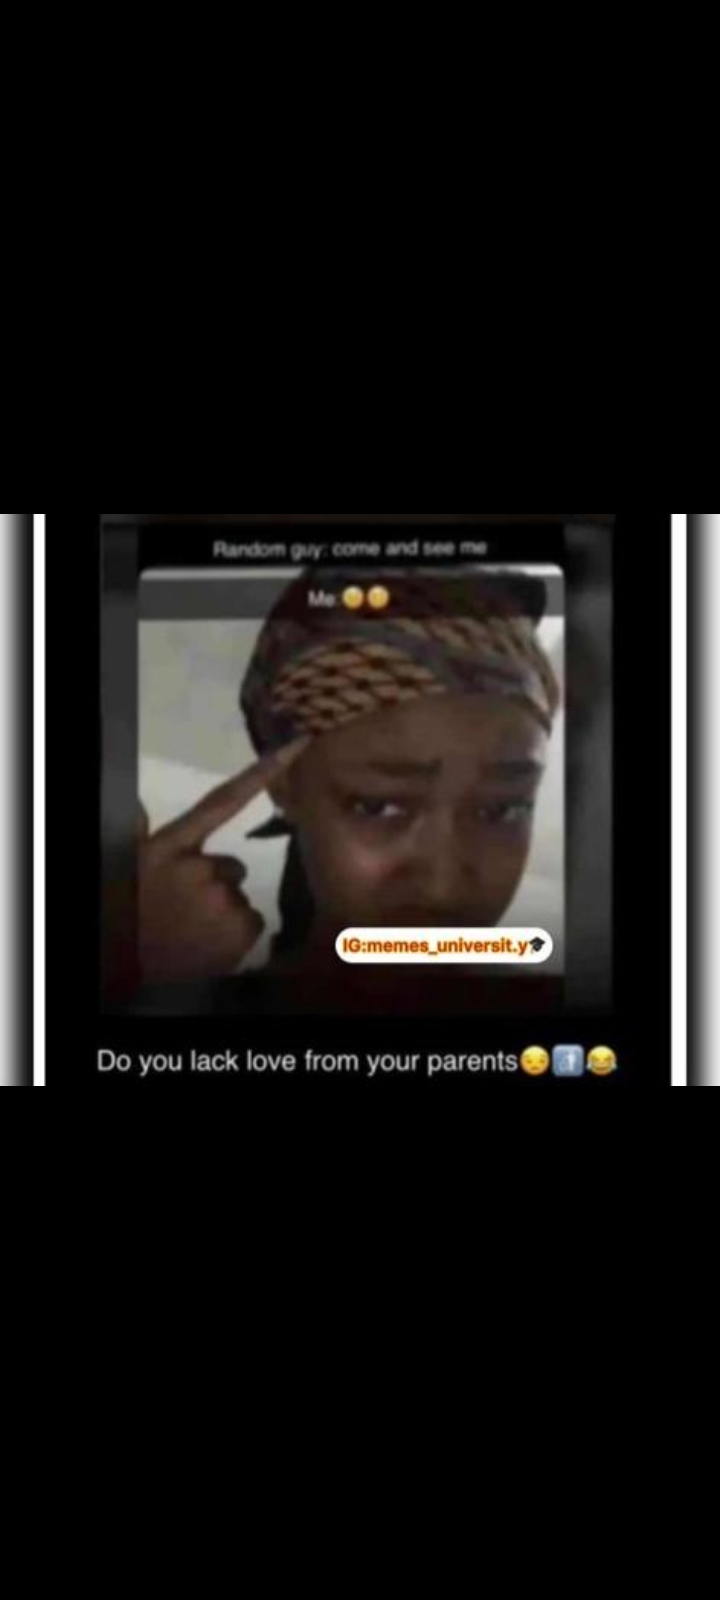 Random guy: come and see me
Me:
IG:memes_universit.y🎓
Do you lack love from your parents😔⬆️😂